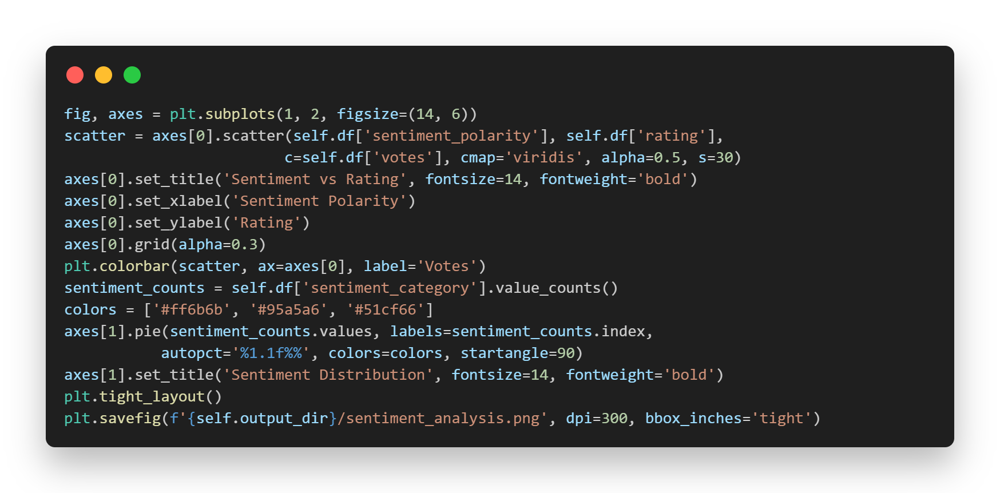 fig, axes = plt.subplots(1, 2, figsize=(14, 6))
scatter = axes[0].scatter(self.df['sentiment_polarity'], self.df['rating'],
                         c=self.df['votes'], cmap='viridis', alpha=0.5, s=30)
axes[0].set_title('Sentiment vs Rating', fontsize=14, fontweight='bold')
axes[0].set_xlabel('Sentiment Polarity')
axes[0].set_ylabel('Rating')
axes[0].grid(alpha=0.3)
plt.colorbar(scatter, ax=axes[0], label='Votes')
sentiment_counts = self.df['sentiment_category'].value_counts()
colors = ['#ff6b6b', '#95a5a6', '#51cf66']
axes[1].pie(sentiment_counts.values, labels=sentiment_counts.index,
           autopct='%1.1f%%', colors=colors, startangle=90)
axes[1].set_title('Sentiment Distribution', fontsize=14, fontweight='bold')
plt.tight_layout()
plt.savefig(f'{self.output_dir}/sentiment_analysis.png', dpi=300, bbox_inches='tight')